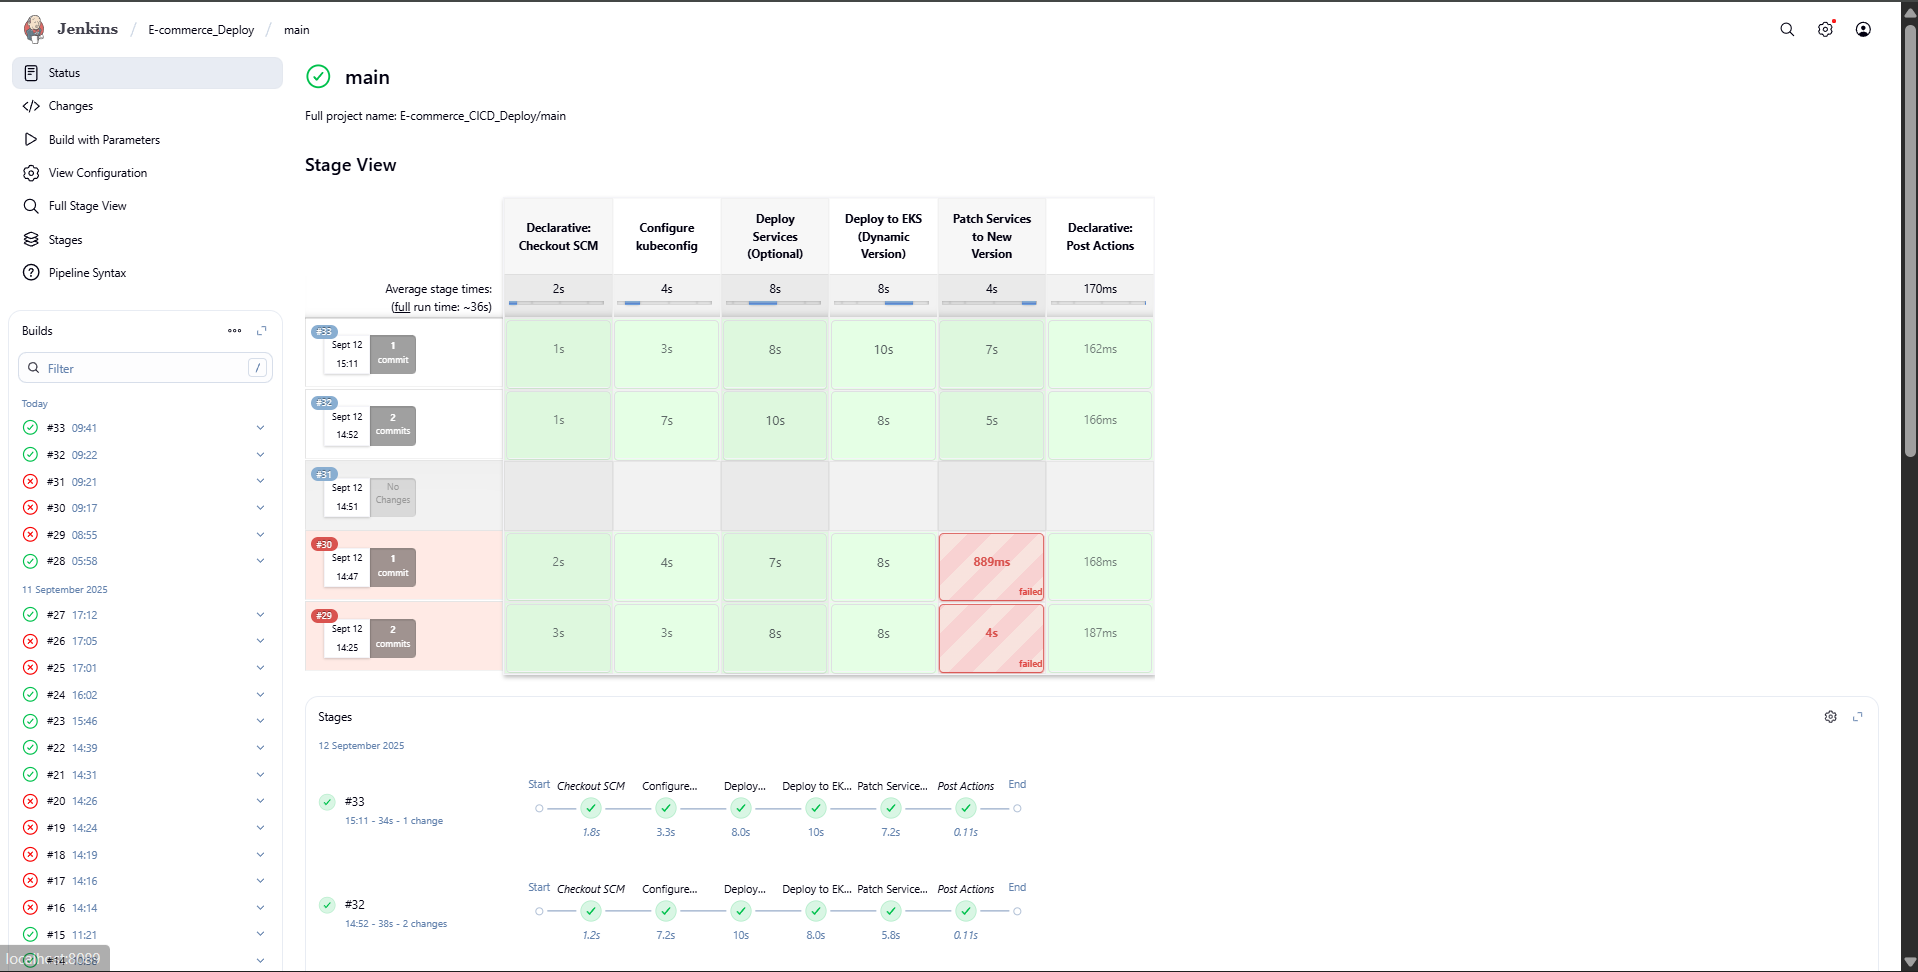 Jenkins / E-commerce_Deploy / main
Status
Changes
Build with Parameters
View Configuration
Full Stage View
Stages
Pipeline Syntax
Builds
Filter /
Today
#33 09:41
#32 09:22
#31 09:21
#30 09:17
#29 08:55
#28 05:58
11 September 2025
#27 17:12
#26 17:05
#25 17:01
#24 16:02
#23 15:46
#22 14:39
#21 14:31
#20 14:26
#19 14:24
#18 14:19
#17 14:16
#16 14:14
#15 11:21
localhost:8089
main
Full project name: E-commerce_CICD_Deploy/main
Stage View
Declarative: Checkout SCM
Configure kubeconfig
Deploy Services (Optional)
Deploy to EKS (Dynamic Version)
Patch Services to New Version
Declarative: Post Actions
Average stage times:
(full run time: ~36s)
2s 4s 8s 8s 4s 170ms
#33
Sept 12 15:11
1 commit
1s 3s 8s 10s 7s 162ms
#32
Sept 12 14:52
2 commits
1s 7s 10s 8s 5s 166ms
#31
Sept 12 14:51
No Changes
#30
Sept 12 14:47
1 commit
2s 4s 7s 8s 889ms failed 168ms
#29
Sept 12 14:25
2 commits
3s 3s 8s 8s 4s failed 187ms
Stages
12 September 2025
Start Checkout SCM Configure... Deploy... Deploy to EK... Patch Service... Post Actions End
#33
15:11 - 34s - 1 change
1.8s 3.3s 8.0s 10s 7.2s 0.11s
Start Checkout SCM Configure... Deploy... Deploy to EK... Patch Service... Post Actions End
#32
14:52 - 38s - 2 changes
1.2s 7.2s 10s 8.0s 5.8s 0.11s